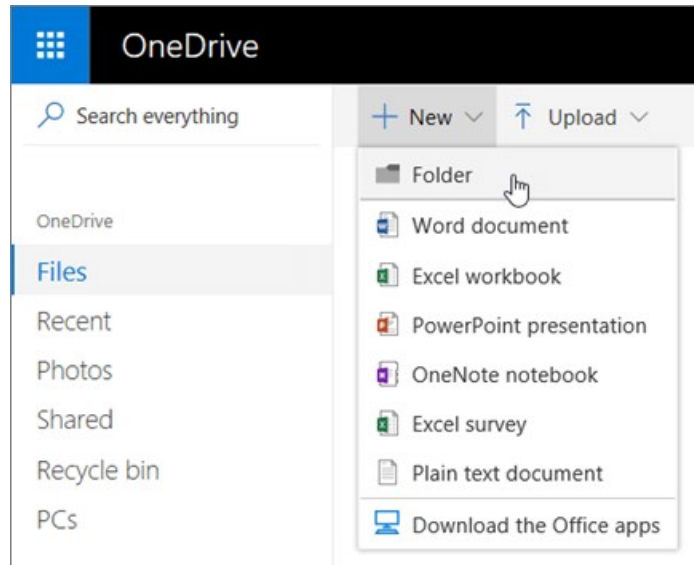 OneDrive
Search everything
New
Upload
OneDrive
Files
Recent
Photos
Shared
Recycle bin
PCs
Folder
Word document
Excel workbook
PowerPoint presentation
OneNote notebook
Excel survey
Plain text document
Download the Office apps